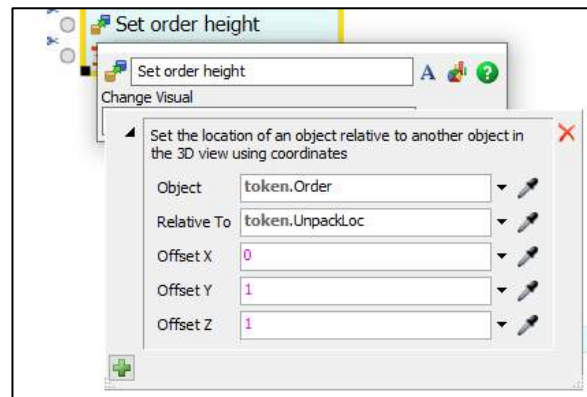 Set order height
Set order height
A
?
Change Visual
Set the location of an object relative to another object in
the 3D view using coordinates
Object token.Order
Relative To token.UnpackLoc
Offset X 0
Offset Y 1
Offset Z 1